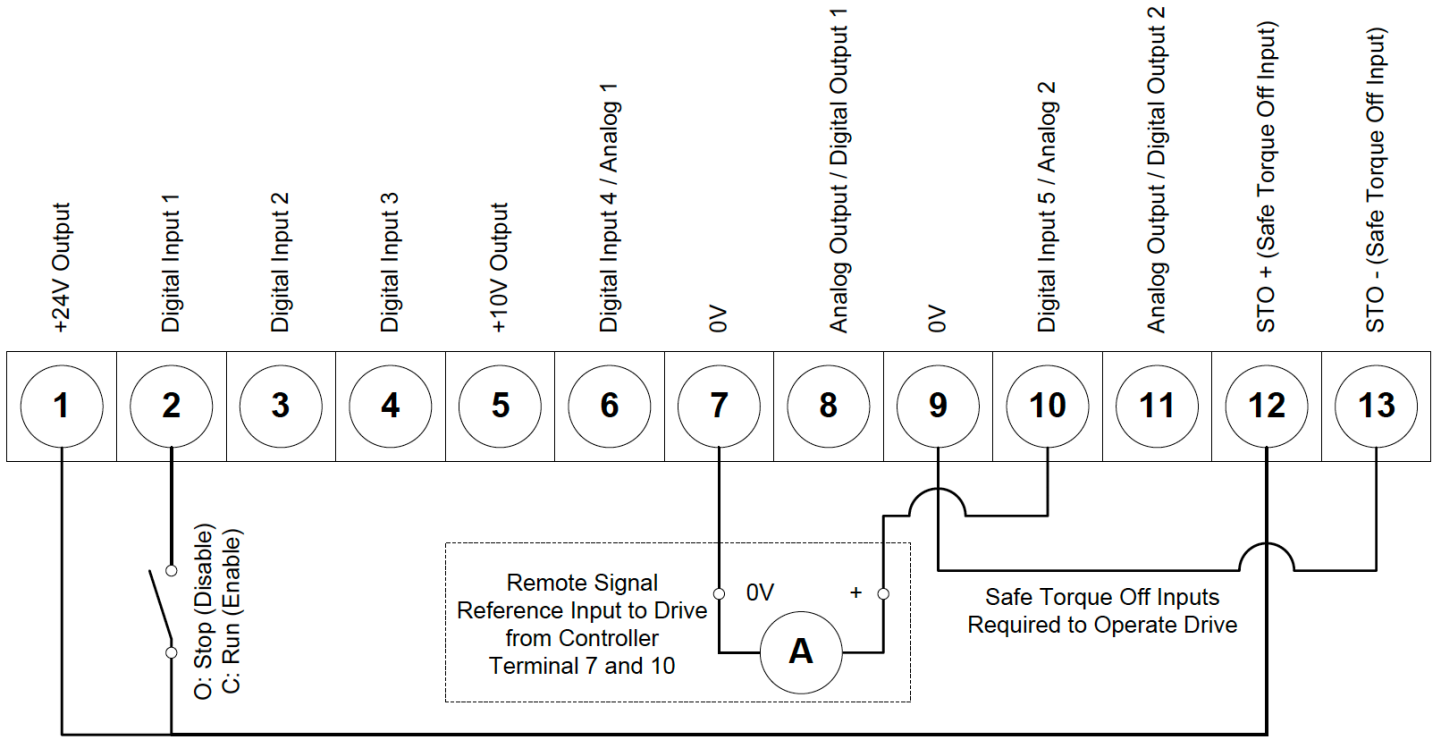 +24V Output
Digital Input 1
Digital Input 2
Digital Input 3
+10V Output
Digital Input 4 / Analog 1
0V
Analog Output / Digital Output 1
0V
Digital Input 5 / Analog 2
Analog Output / Digital Output 2
STO + (Safe Torque Off Input)
STO - (Safe Torque Off Input)
1
2
3
4
5
6
7
8
9
10
11
12
13
O: Stop (Disable)
C: Run (Enable)
Remote Signal
Reference Input to Drive
from Controller
Terminal 7 and 10
0V
+
A
Safe Torque Off Inputs
Required to Operate Drive